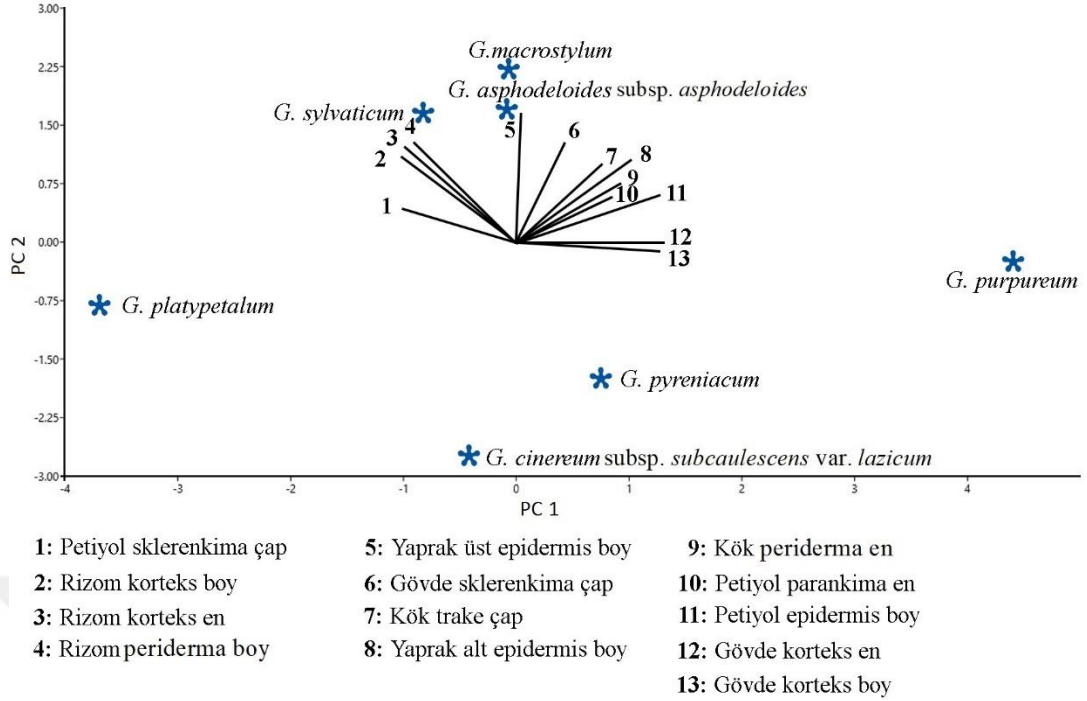 3.00
G.macrostylum
2.25
G. asphodeloides subsp. asphodeloides
G. sylvaticum
1.50
4
5
6
3
2
7
8
0.75
9
10
11
1
0.00
12
13
PC 2
G. purpureum
-0.75
G. platypetalum
-1.50
G. pyreniacum
-2.25
G. cinereum subsp. subcaulescens var. lazicum
-3.00
-4 -3 -2 -1 0 1 2 3 4
PC 1
1: Petiyol sklerenkima çap
2: Rizom korteks boy
3: Rizom korteks en
4: Rizom periderma boy
5: Yaprak üst epidermis boy
6: Gövde sklerenkima çap
7: Kök trake çap
8: Yaprak alt epidermis boy
9: Kök periderma en
10: Petiyol parankima en
11: Petiyol epidermis boy
12: Gövde korteks en
13: Gövde korteks boy